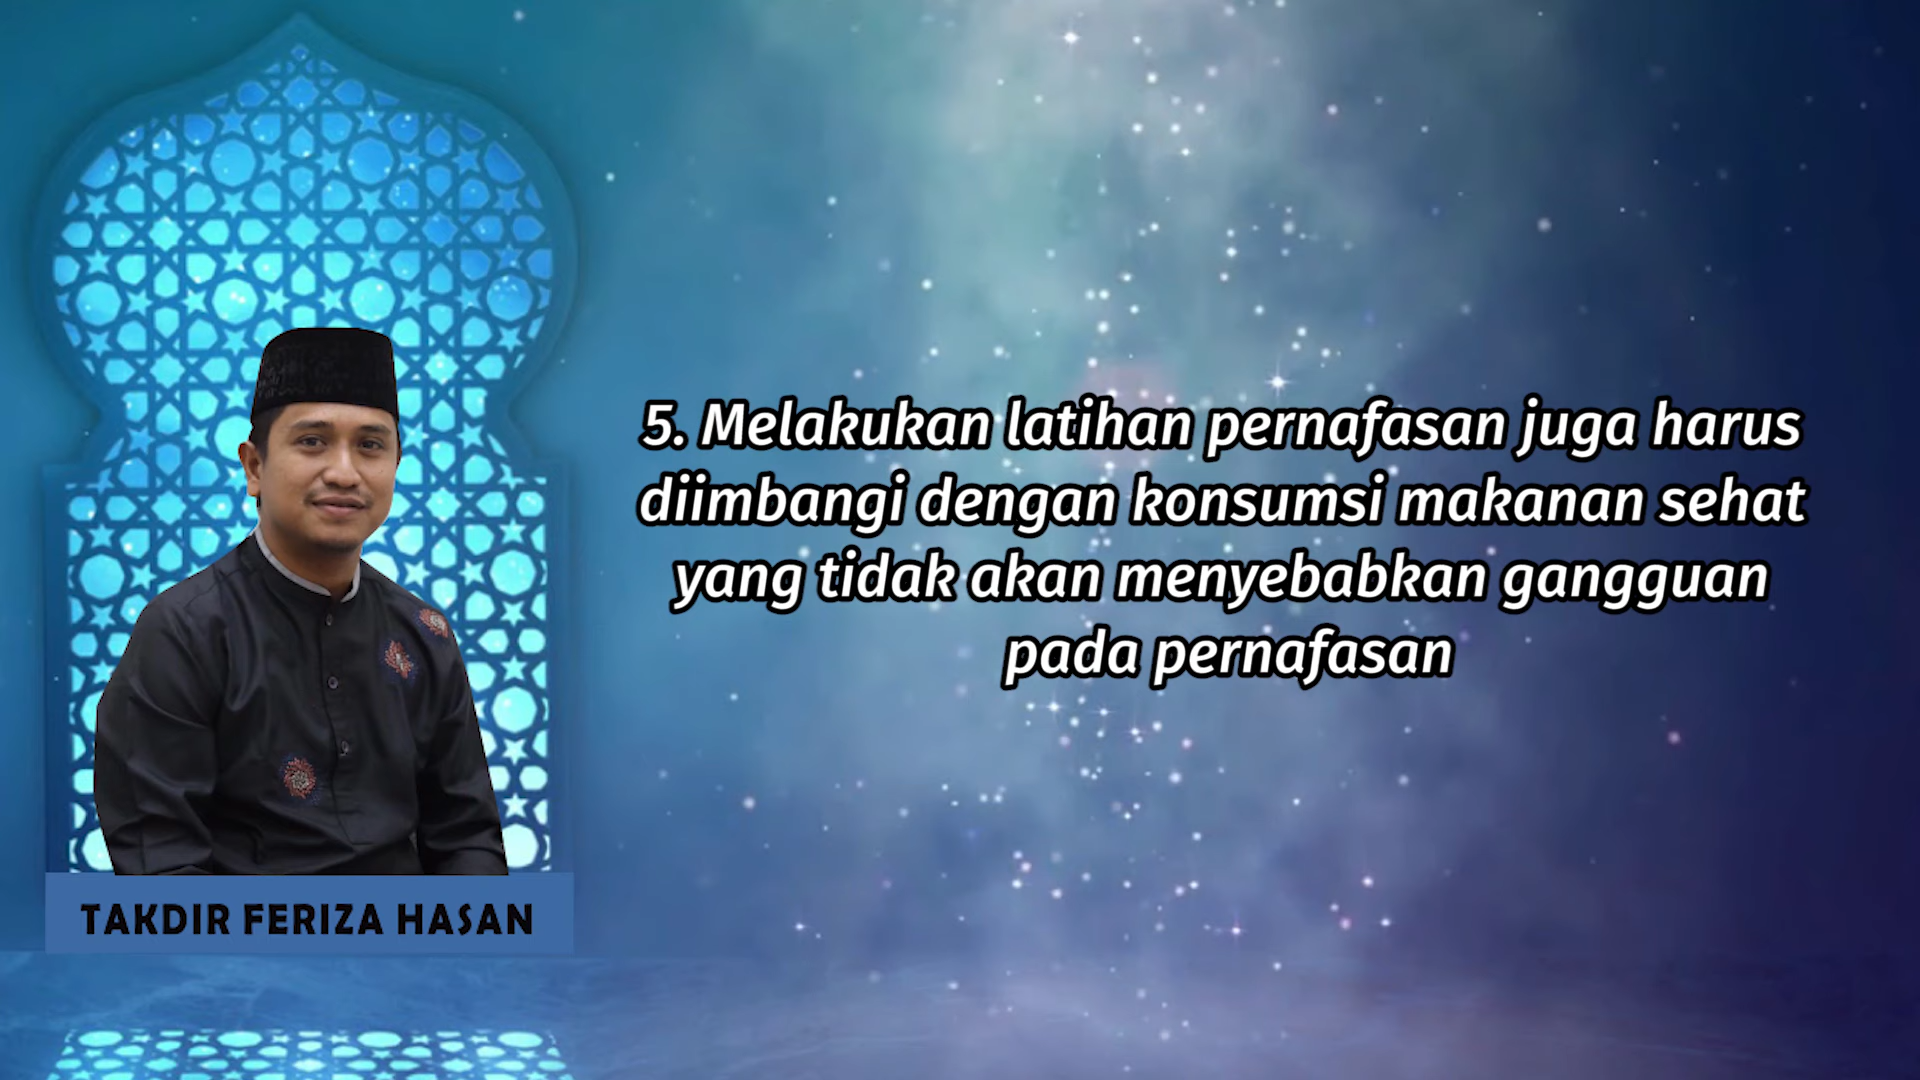 5. Melakukan latihan pernafasan juga harus
diimbangi dengan konsumsi makanan sehat
yang tidak akan menyebabkan gangguan
pada pernafasan
TAKDIR FERIZA HASAN